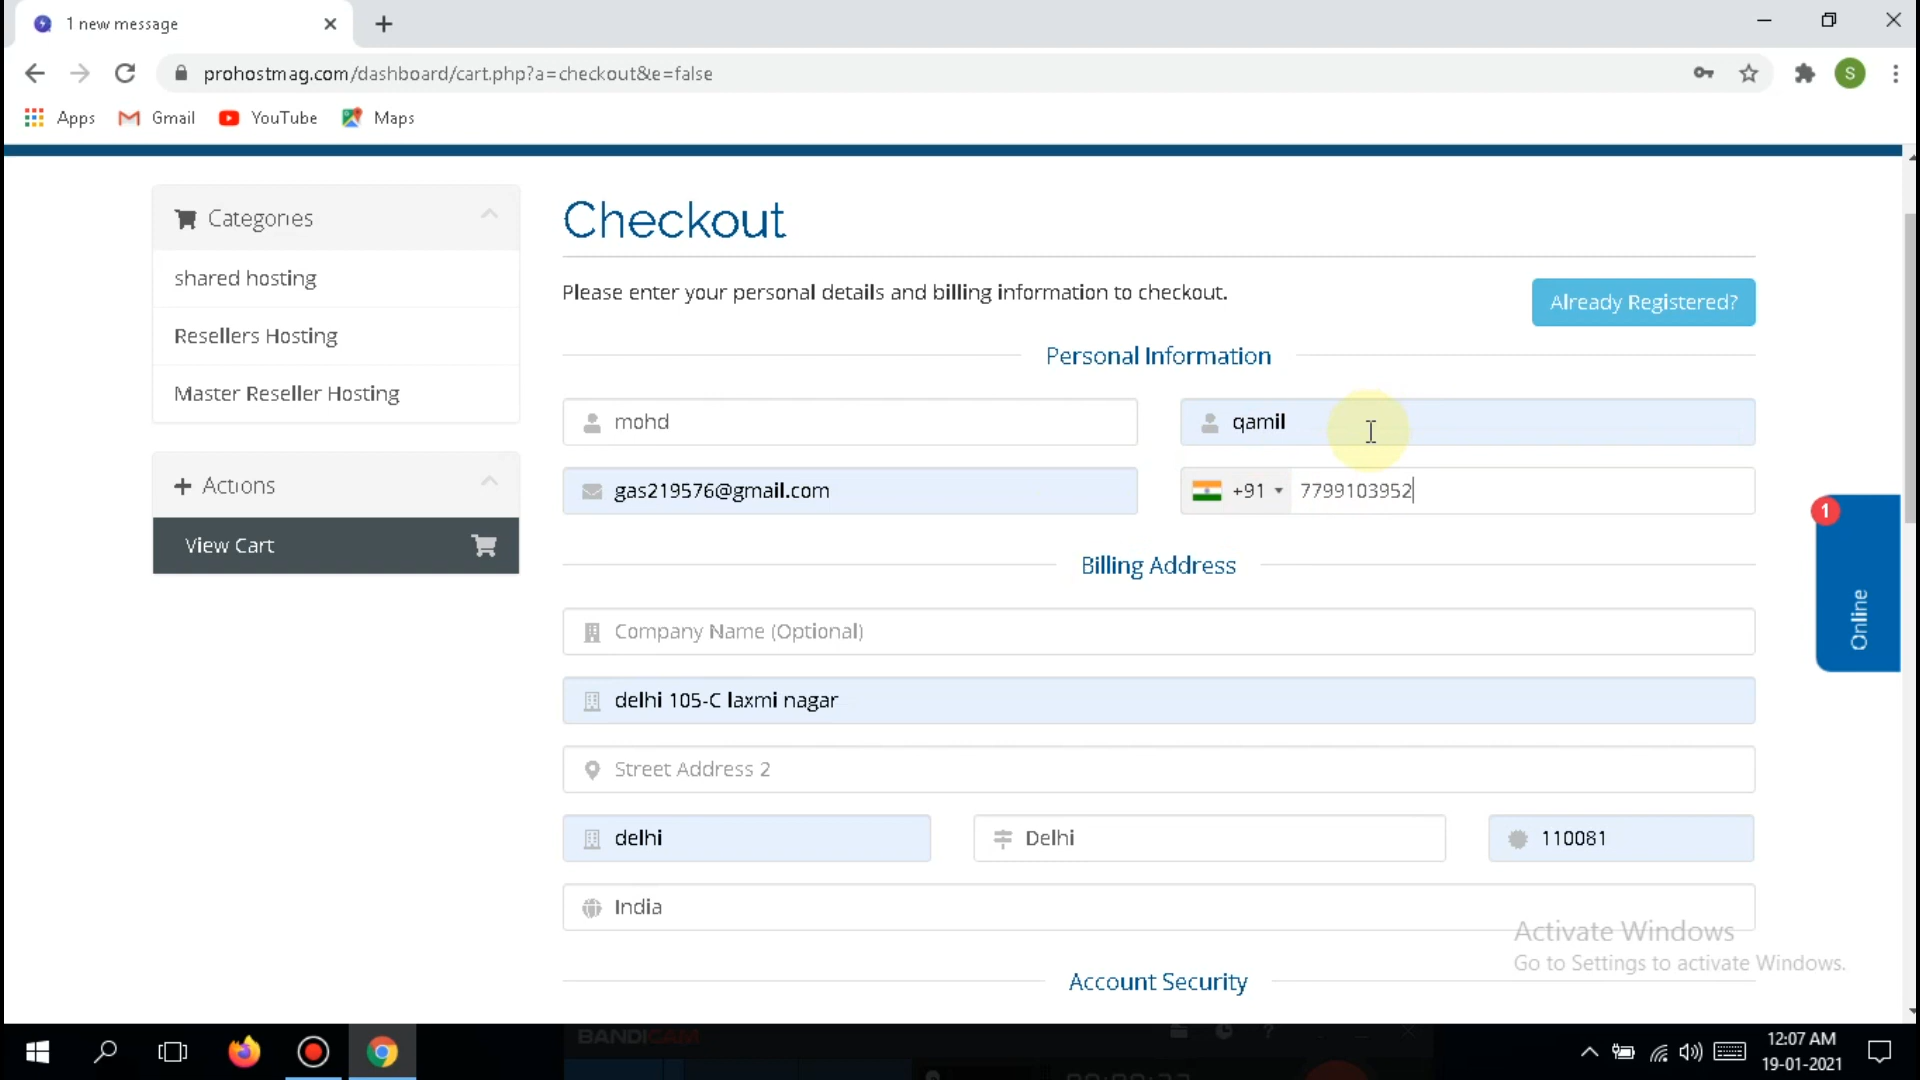 1 new message
prohostmag.com/dashboard/cart.php?a=checkout&e=false
S
Apps Gmail YouTube Maps
Categories
shared hosting
Resellers Hosting
Master Reseller Hosting
+ Actions
View Cart
Checkout
Please enter your personal details and billing information to checkout.
Already Registered?
Personal Information
mohd
qamil
gas219576@gmail.com
+91 7799103952
Billing Address
Company Name (Optional)
delhi 105-C laxmi nagar
Street Address 2
delhi
Delhi
110081
India
Account Security
1
Online
Activate Windows
Go to Settings to activate Windows.
BANDICAM
12:07 AM
19-01-2021